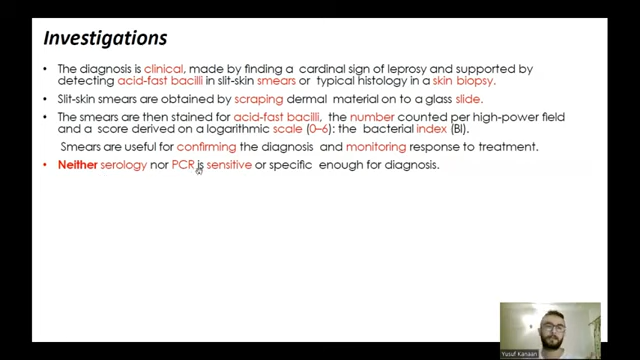 Investigations
• The diagnosis is clinical, made by finding a cardinal sign of leprosy and supported by
detecting acid-fast bacilli in slit-skin smears or typical histology in a skin biopsy.
• Slit-skin smears are obtained by scraping dermal material on to a glass slide.
• The smears are then stained for acid-fast bacilli, the number counted per high-power field
and a score derived on a logarithmic scale (0–6): the bacterial index (BI).
Smears are useful for confirming the diagnosis and monitoring response to treatment.
• Neither serology nor PCR is sensitive or specific enough for diagnosis.
Yusuf Kanaan